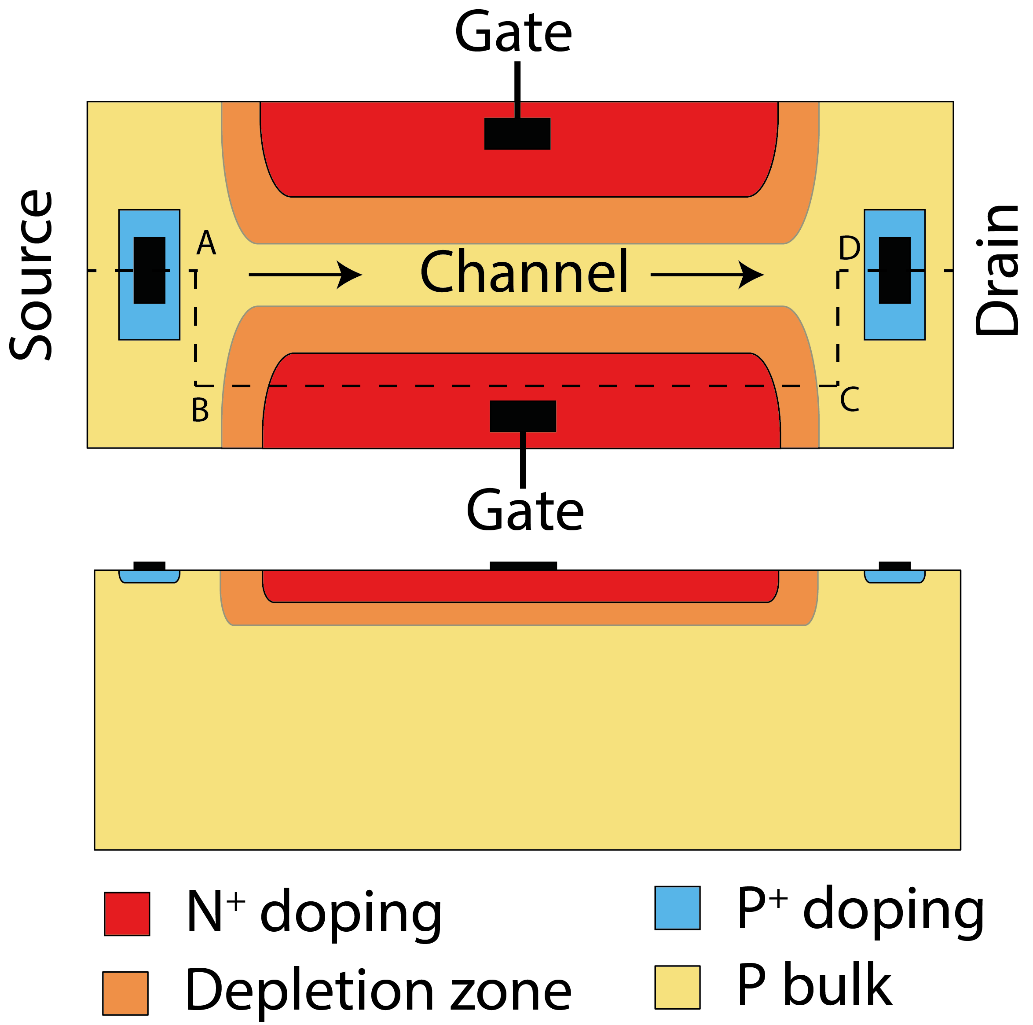 Gate
Source
A
D
Channel
Drain
B
C
Gate
N⁺ doping
P⁺ doping
Depletion zone
P bulk